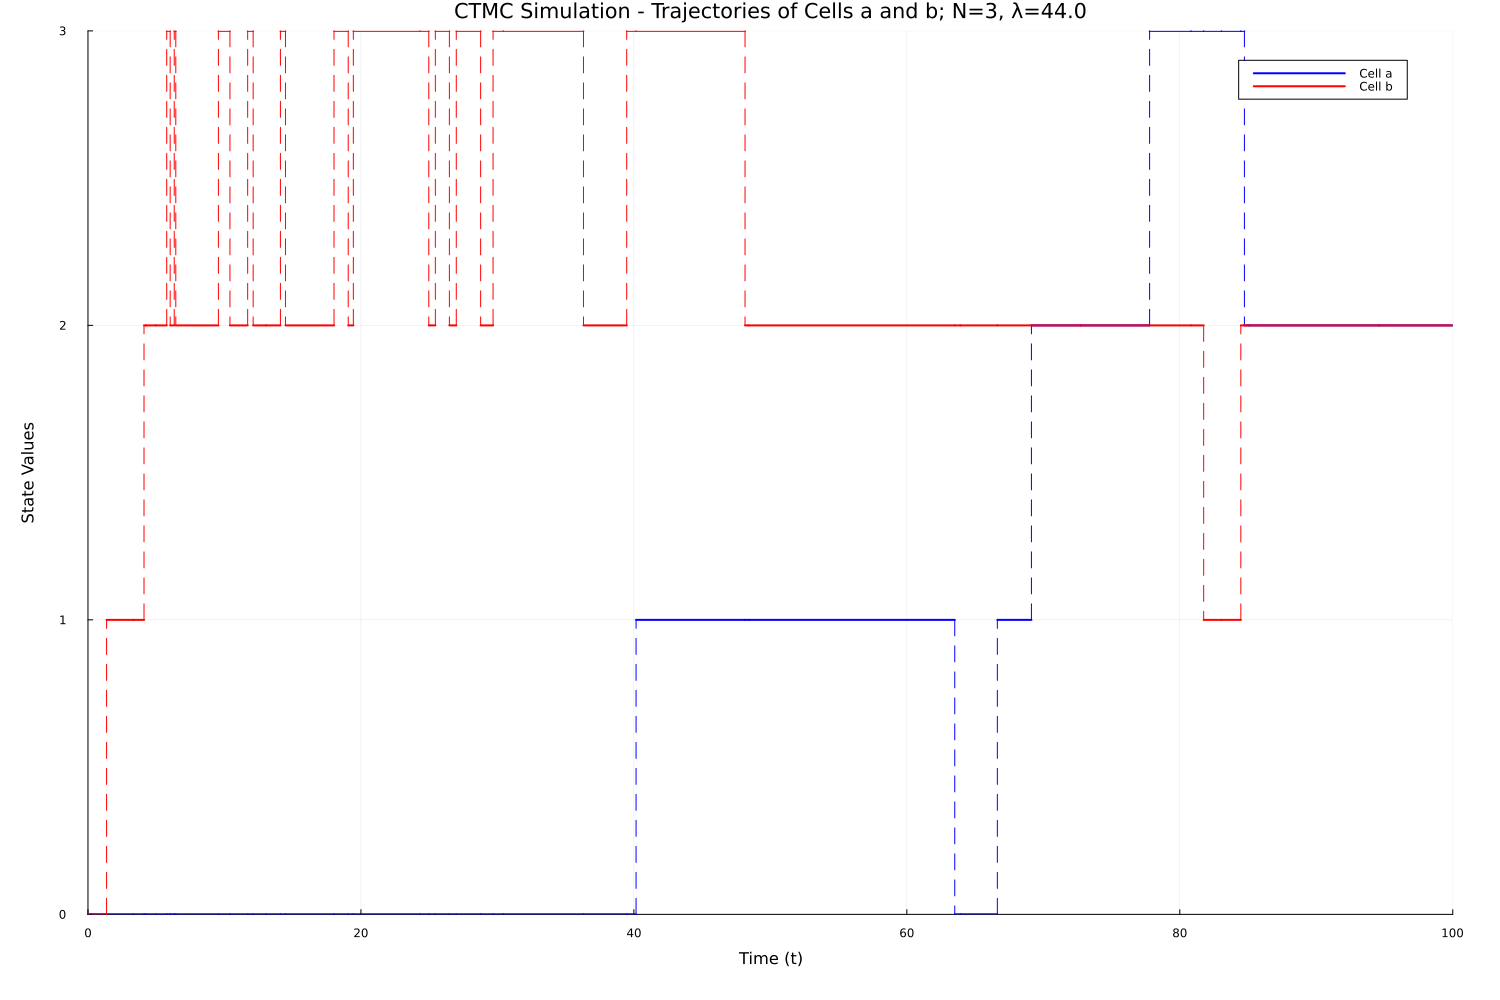 CTMC Simulation - Trajectories of Cells a and b; N=3, λ=44.0
3
Cell a
Cell b
2
State Values
1
0
0 20 40 60 80 100
Time (t)